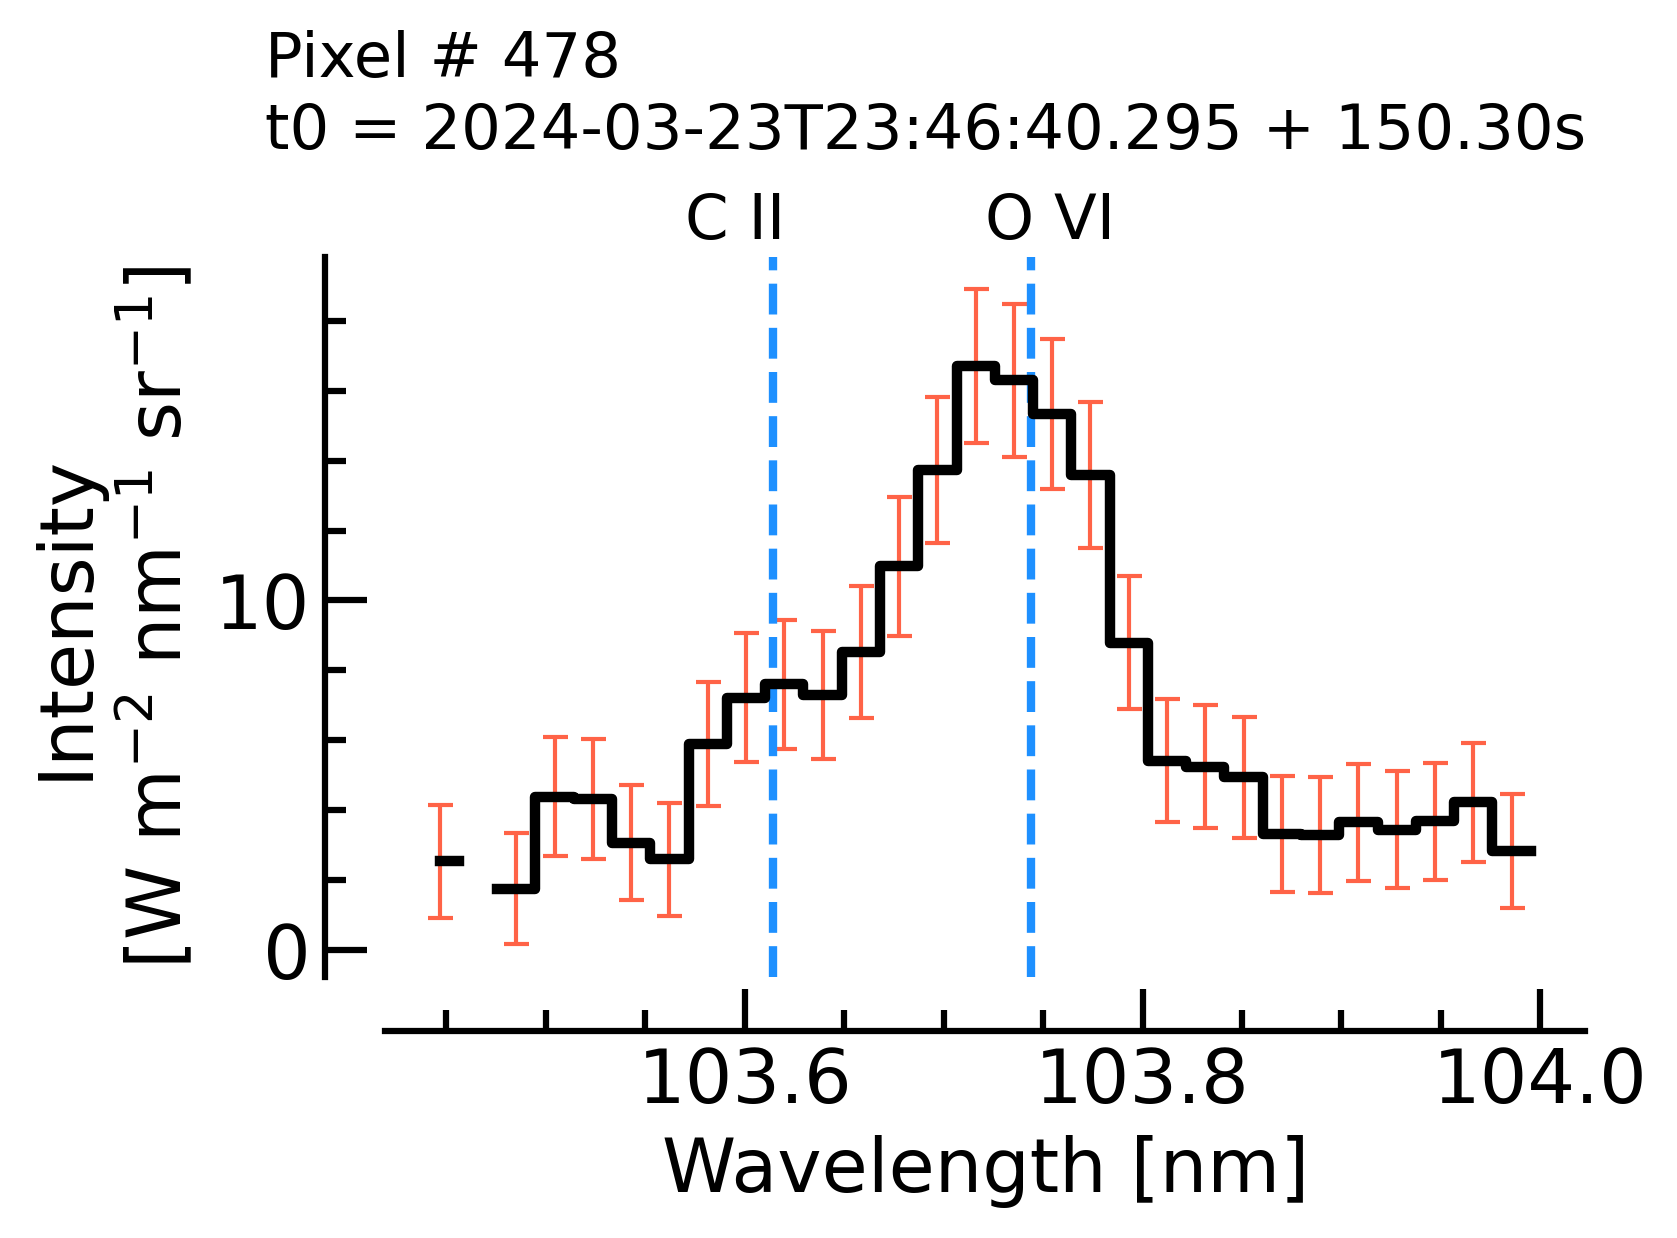 Pixel # 478
t0 = 2024-03-23T23:46:40.295 + 150.30s
C II
O VI
Intensity
[W m⁻² nm⁻¹ sr⁻¹]
10
0
103.6
103.8
104.0
Wavelength [nm]